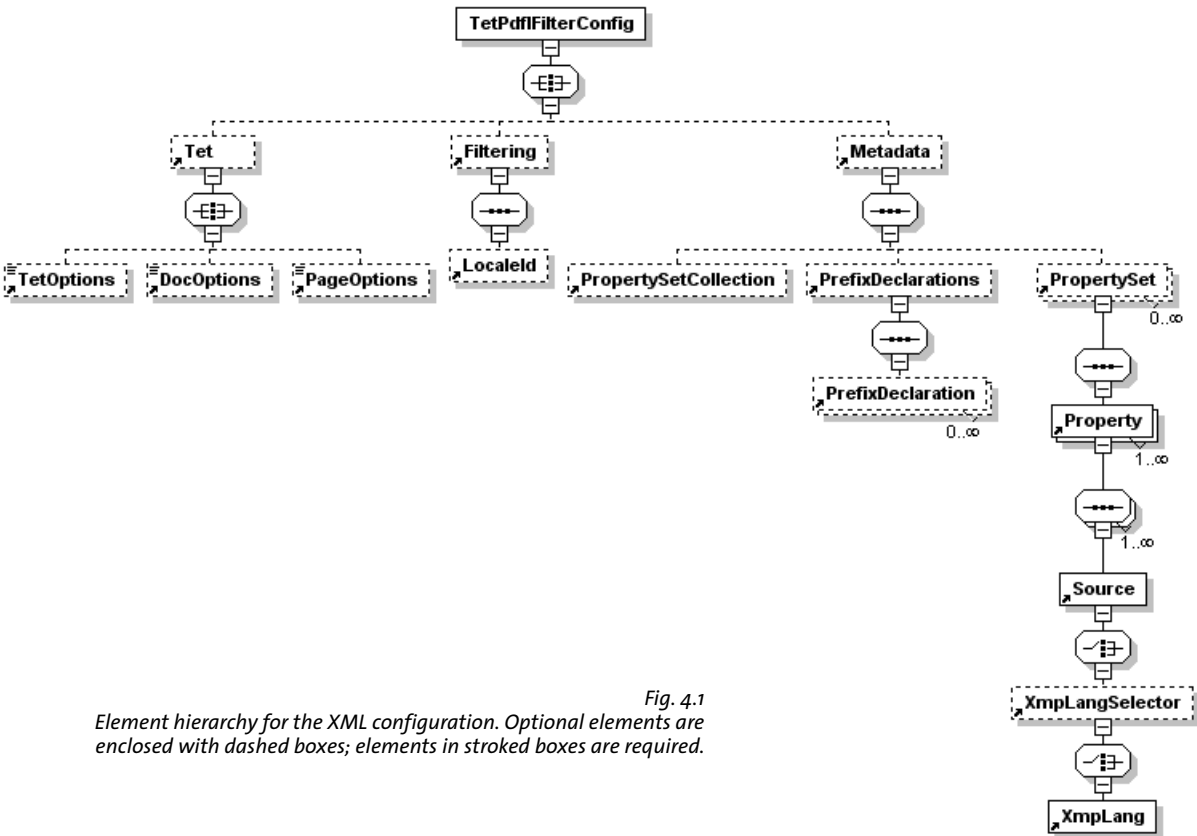 TetPdflFilterConfig
Tet
Filtering
Metadata
TetOptions
DocOptions
PageOptions
LocaleId
PropertySetCollection
PrefixDeclarations
PropertySet
0..∞
PrefixDeclaration
0..∞
Property
1..∞
1..∞
Source
XmpLangSelector
XmpLang
Fig. 4.1
Element hierarchy for the XML configuration. Optional elements are
enclosed with dashed boxes; elements in stroked boxes are required.